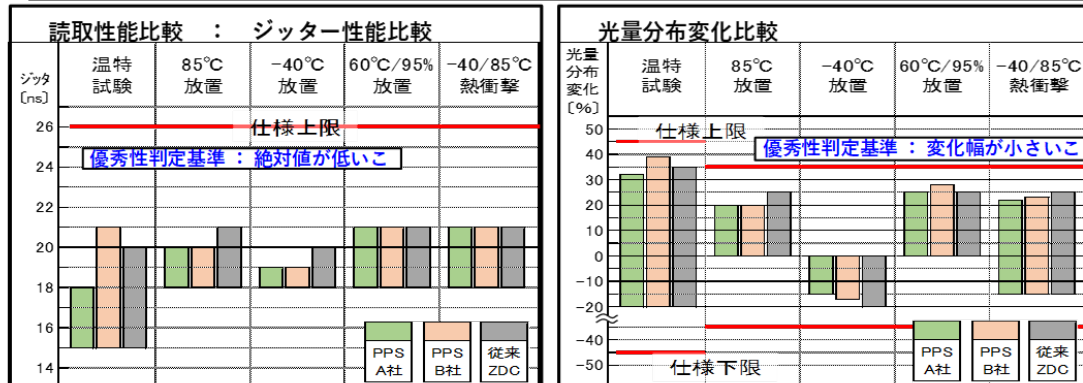 読取性能比較 ： ジッター性能比較
ジッタ
〔ns〕
温特
試験
85℃
放置
-40℃
放置
60℃/95%
放置
-40/85℃
熱衝撃
26
24
22
20
18
16
14
仕様上限
優秀性判定基準 ： 絶対値が低いこ
PPS
A社
PPS
B社
従来
ZDC
光量分布変化比較
光量
分布
変化
〔%〕
温特
試験
85℃
放置
-40℃
放置
60℃/95%
放置
-40/85℃
熱衝撃
50
40
30
20
10
0
-10
-20
-40
-50
仕様上限
優秀性判定基準 ： 変化幅が小さいこ
仕様下限
PPS
A社
PPS
B社
従来
ZDC